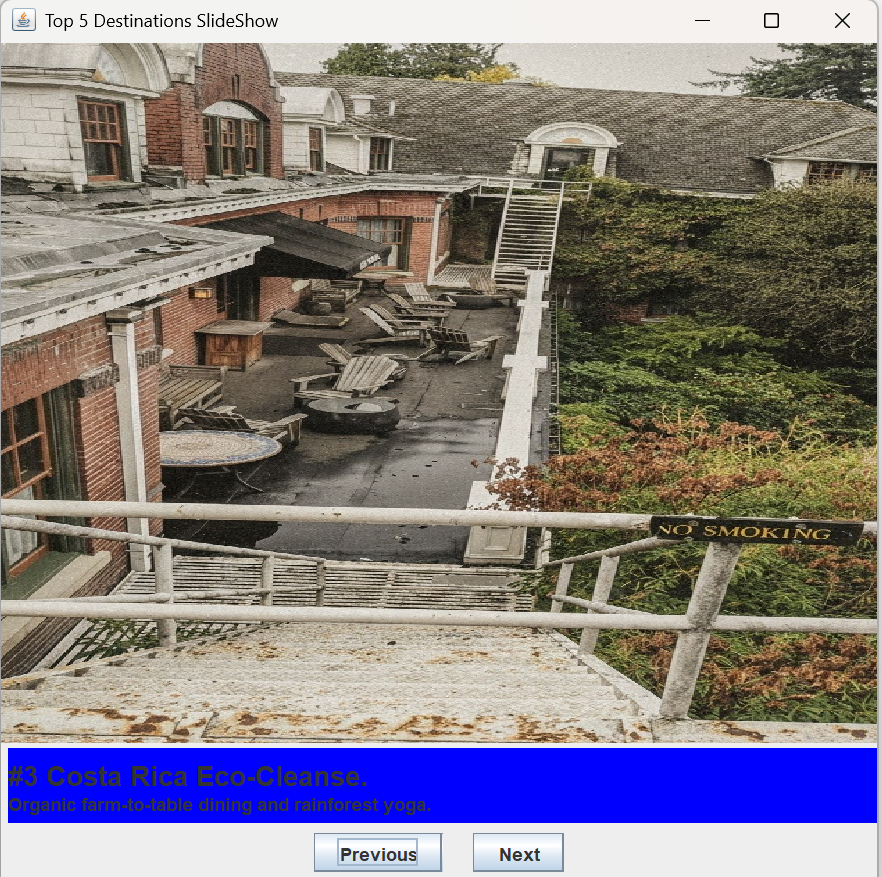 Top 5 Destinations SlideShow
NO SMOKING
#3 Costa Rica Eco-Cleanse.
Organic farm-to-table dining and rainforest yoga.
Previous
Next